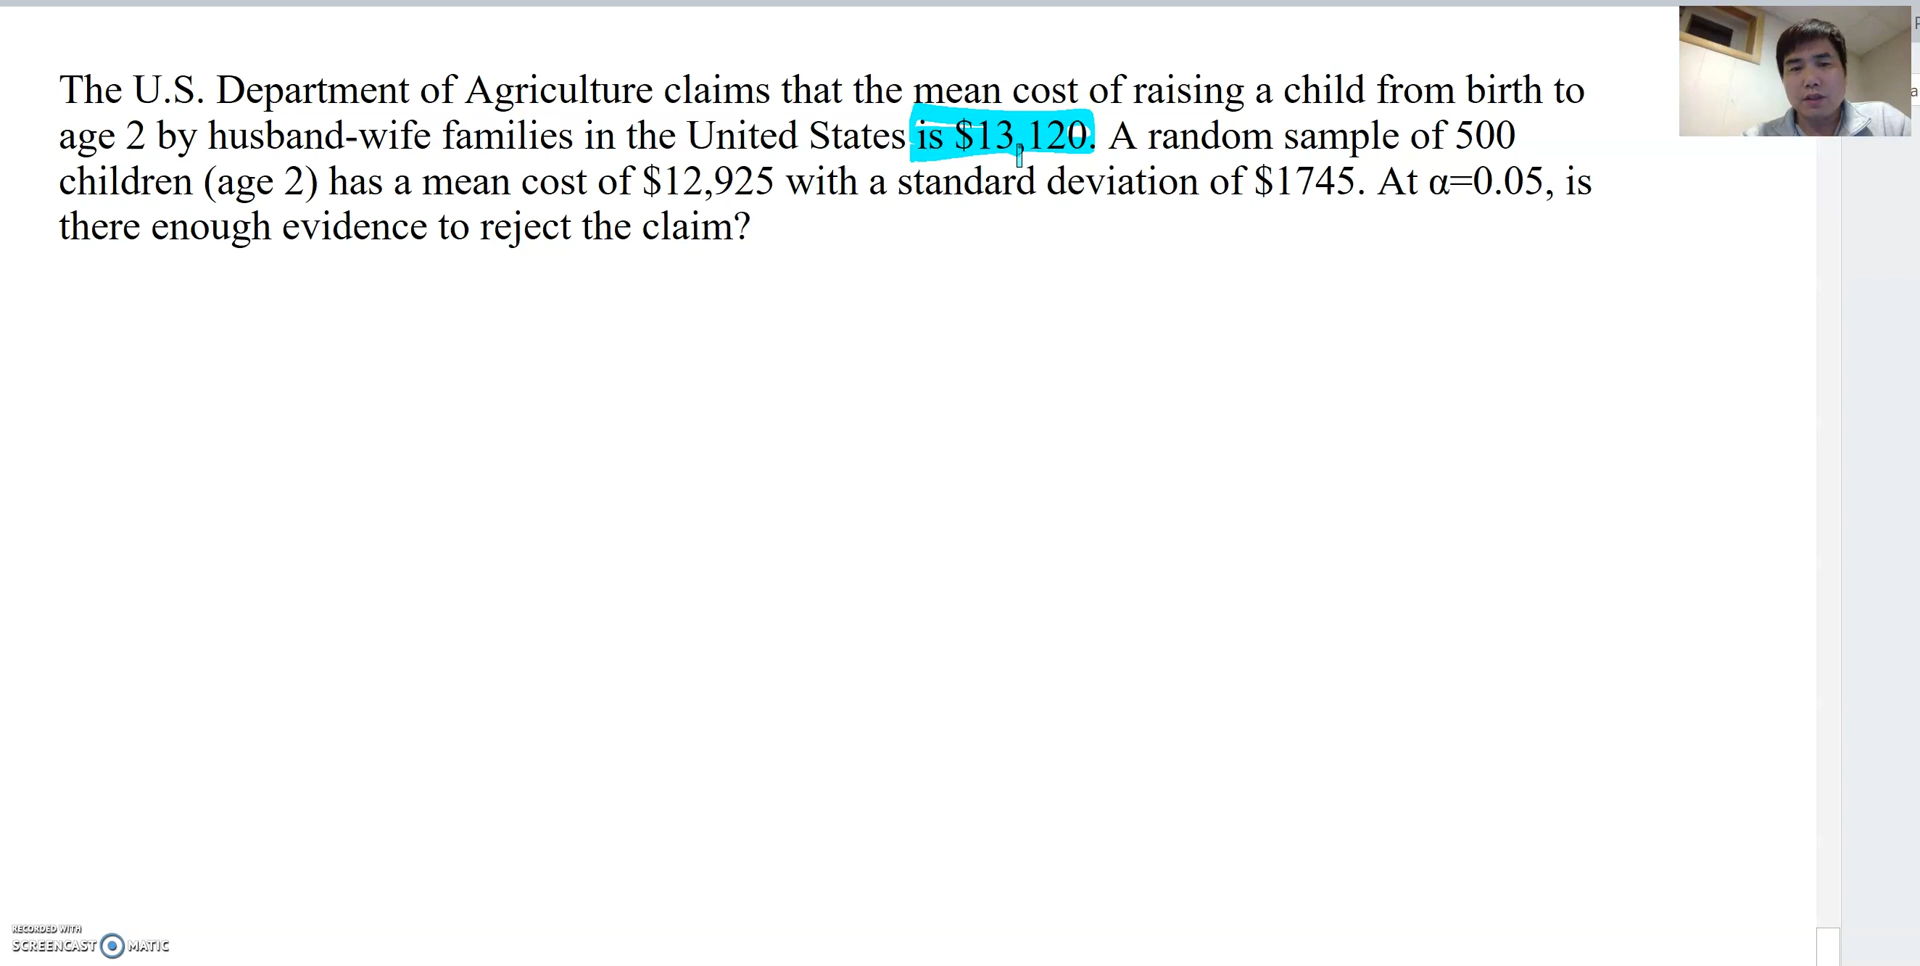 The U.S. Department of Agriculture claims that the mean cost of raising a child from birth to
age 2 by husband-wife families in the United States is $13,120. A random sample of 500
children (age 2) has a mean cost of $12,925 with a standard deviation of $1745. At α=0.05, is
there enough evidence to reject the claim?
RECORDED WITH
SCREENCAST MATIC